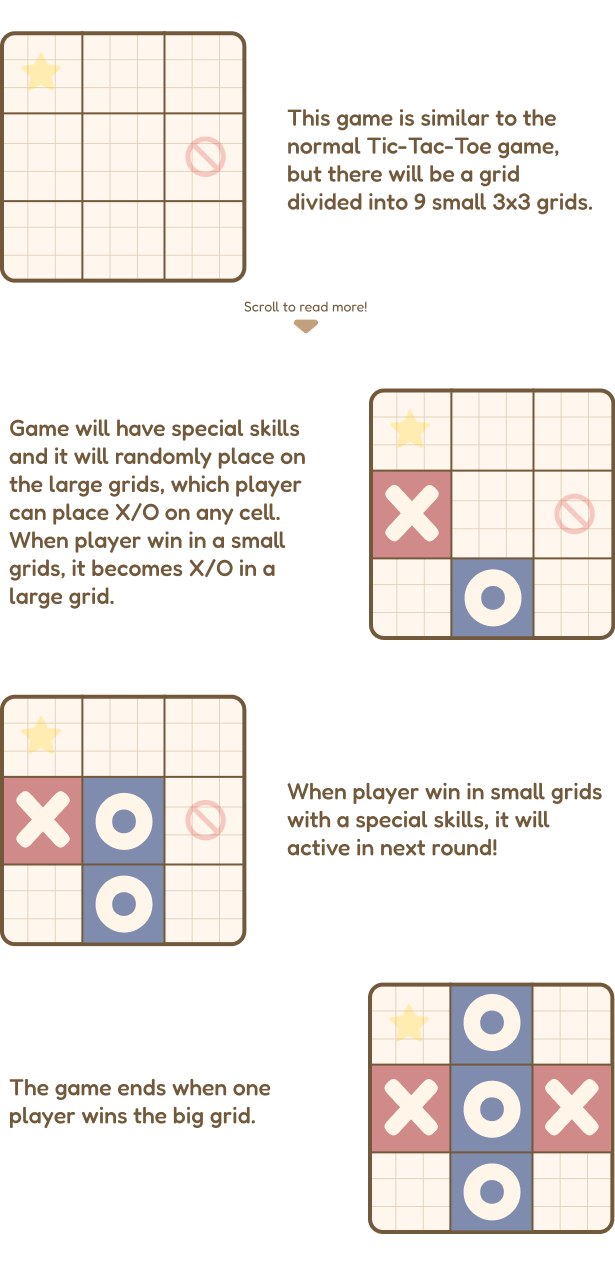 This game is similar to the
normal Tic-Tac-Toe game,
but there will be a grid
divided into 9 small 3x3 grids.
Scroll to read more!
Game will have special skills
and it will randomly place on
the large grids, which player
can place X/O on any cell.
When player win in a small
grids, it becomes X/O in a
large grid.
When player win in small grids
with a special skills, it will
active in next round!
The game ends when one
player wins the big grid.